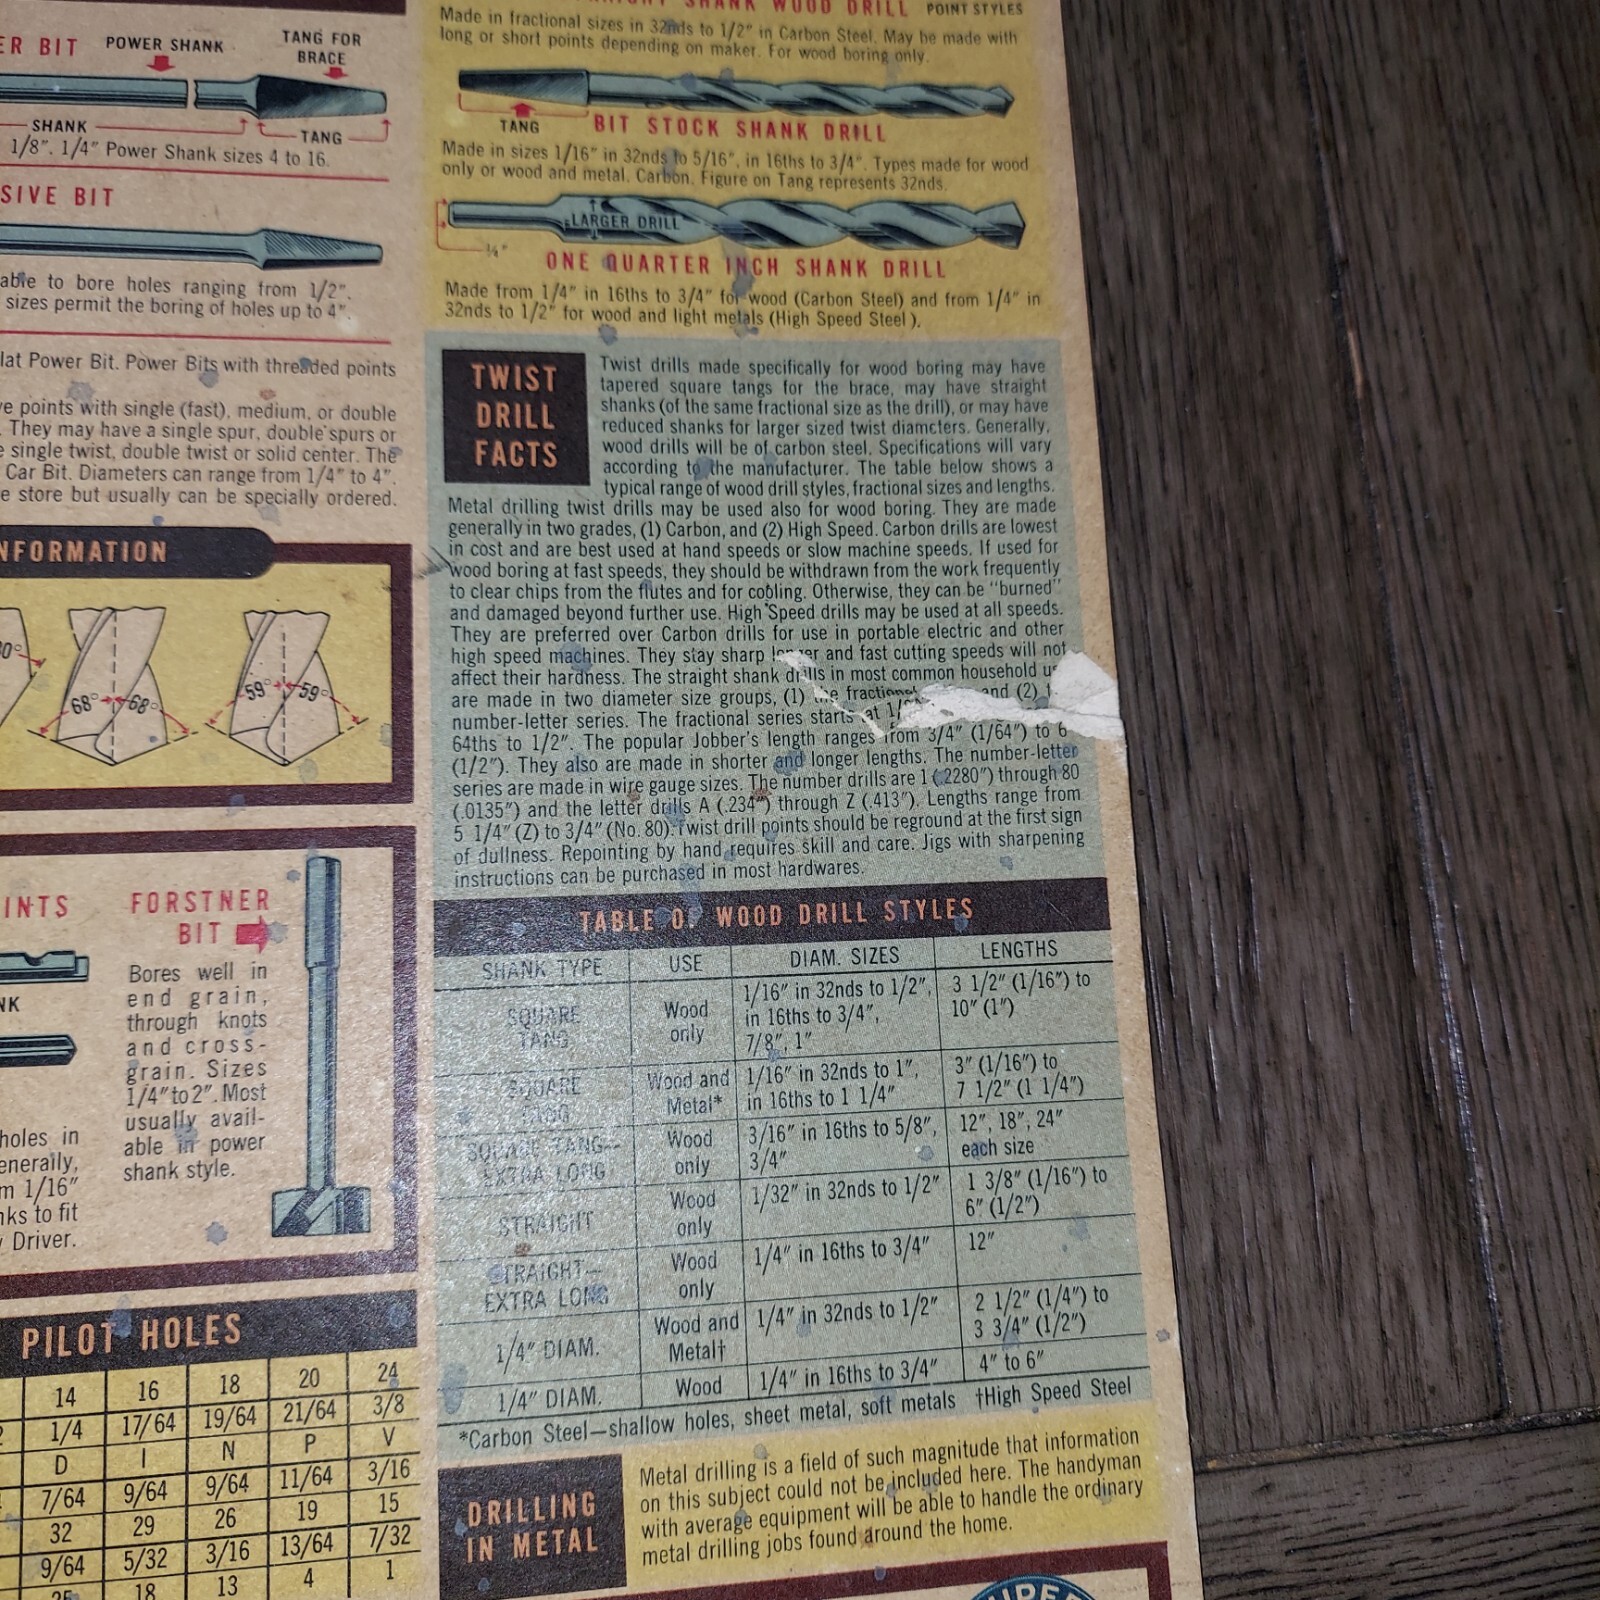 ER BIT
POWER SHANK
TANG FOR
BRACE
SHANK
TANG
1/8". 1/4" Power Shank sizes 4 to 16.
SIVE BIT
able to bore holes ranging from 1/2".
sizes permit the boring of holes up to 4".
lat Power Bit. Power Bits with threaded points
ve points with single (fast), medium, or double
. They may have a single spur, double spurs or
e single twist, double twist or solid center. The
Car Bit. Diameters can range from 1/4" to 4".
e store but usually can be specially ordered.
NFORMATION
0°
68° 68°
59° 59°
INTS
NK
holes in
enerally,
m 1/16"
nks to fit
y Driver.
FORSTNER
BIT
Bores well in
end grain,
through knots
and cross-
grain. Sizes
1/4" to 2". Most
usually avail-
able in power
shank style.
PILOT HOLES
14 16 18 20 24
1/4 17/64 19/64 21/64 3/8
D I N P V
7/64 9/64 9/64 11/64 3/16
32 29 26 19 15
9/64 5/32 3/16 13/64 7/32
25 18 13 4 1
SHANK WOOD DRILL POINT STYLES
Made in fractional sizes in 32nds to 1/2" in Carbon Steel. May be made with
long or short points depending on maker. For wood boring only.
TANG
BIT STOCK SHANK DRILL
Made in sizes 1/16" in 32nds to 5/16", in 16ths to 3/4". Types made for wood
only or wood and metal. Carbon. Figure on Tang represents 32nds.
LARGER DRILL
1/4"
ONE QUARTER INCH SHANK DRILL
Made from 1/4" in 16ths to 3/4" for wood (Carbon Steel) and from 1/4" in
32nds to 1/2" for wood and light metals (High Speed Steel).
TWIST
DRILL
FACTS
Twist drills made specifically for wood boring may have
tapered square tangs for the brace, may have straight
shanks (of the same fractional size as the drill), or may have
reduced shanks for larger sized twist diameters. Generally,
wood drills will be of carbon steel. Specifications will vary
according to the manufacturer. The table below shows a
typical range of wood drill styles, fractional sizes and lengths.
Metal drilling twist drills may be used also for wood boring. They are made
generally in two grades, (1) Carbon, and (2) High Speed. Carbon drills are lowest
in cost and are best used at hand speeds or slow machine speeds. If used for
wood boring at fast speeds, they should be withdrawn from the work frequently
to clear chips from the flutes and for cooling. Otherwise, they can be "burned"
and damaged beyond further use. High Speed drills may be used at all speeds.
They are preferred over Carbon drills for use in portable electric and other
high speed machines. They stay sharp longer and fast cutting speeds will not
affect their hardness. The straight shank drills in most common household
are made in two diameter size groups, (1) the fractional and (2)
number-letter series. The fractional series starts at
64ths to 1/2". The popular Jobber's length ranges from 3/4" (1/64") to 6
(1/2"). They also are made in shorter and longer lengths. The number-letter
series are made in wire gauge sizes. The number drills are 1 (.2280") through 80
(.0135") and the letter drills A (.234") through Z (.413"). Lengths range from
5 1/4" (Z) to 3/4" (No. 80). Twist drill points should be reground at the first sign
of dullness. Repointing by hand requires skill and care. Jigs with sharpening
instructions can be purchased in most hardwares.
TABLE OF WOOD DRILL STYLES
SHANK TYPE USE DIAM. SIZES LENGTHS
SQUARE TANG Wood only 1/16" in 32nds to 1/2", in 16ths to 3/4", 7/8", 1" 3 1/2" (1/16") to 10" (1")
SQUARE TANG Wood and Metal* 1/16" in 32nds to 1", in 16ths to 1 1/4" 3" (1/16") to 7 1/2" (1 1/4")
SQUARE TANG— EXTRA LONG Wood only 3/16" in 16ths to 5/8", 3/4" 12", 18", 24" each size
STRAIGHT Wood only 1/32" in 32nds to 1/2" 1 3/8" (1/16") to 6" (1/2")
STRAIGHT— EXTRA LONG Wood only 1/4" in 16ths to 3/4" 12"
1/4" DIAM. Wood and Metal† 1/4" in 32nds to 1/2" 2 1/2" (1/4") to 3 3/4" (1/2")
1/4" DIAM. Wood 1/4" in 16ths to 3/4" 4" to 6"
*Carbon Steel—shallow holes, sheet metal, soft metals †High Speed Steel
DRILLING
IN METAL
Metal drilling is a field of such magnitude that information
on this subject could not be included here. The handyman
with average equipment will be able to handle the ordinary
metal drilling jobs found around the home.